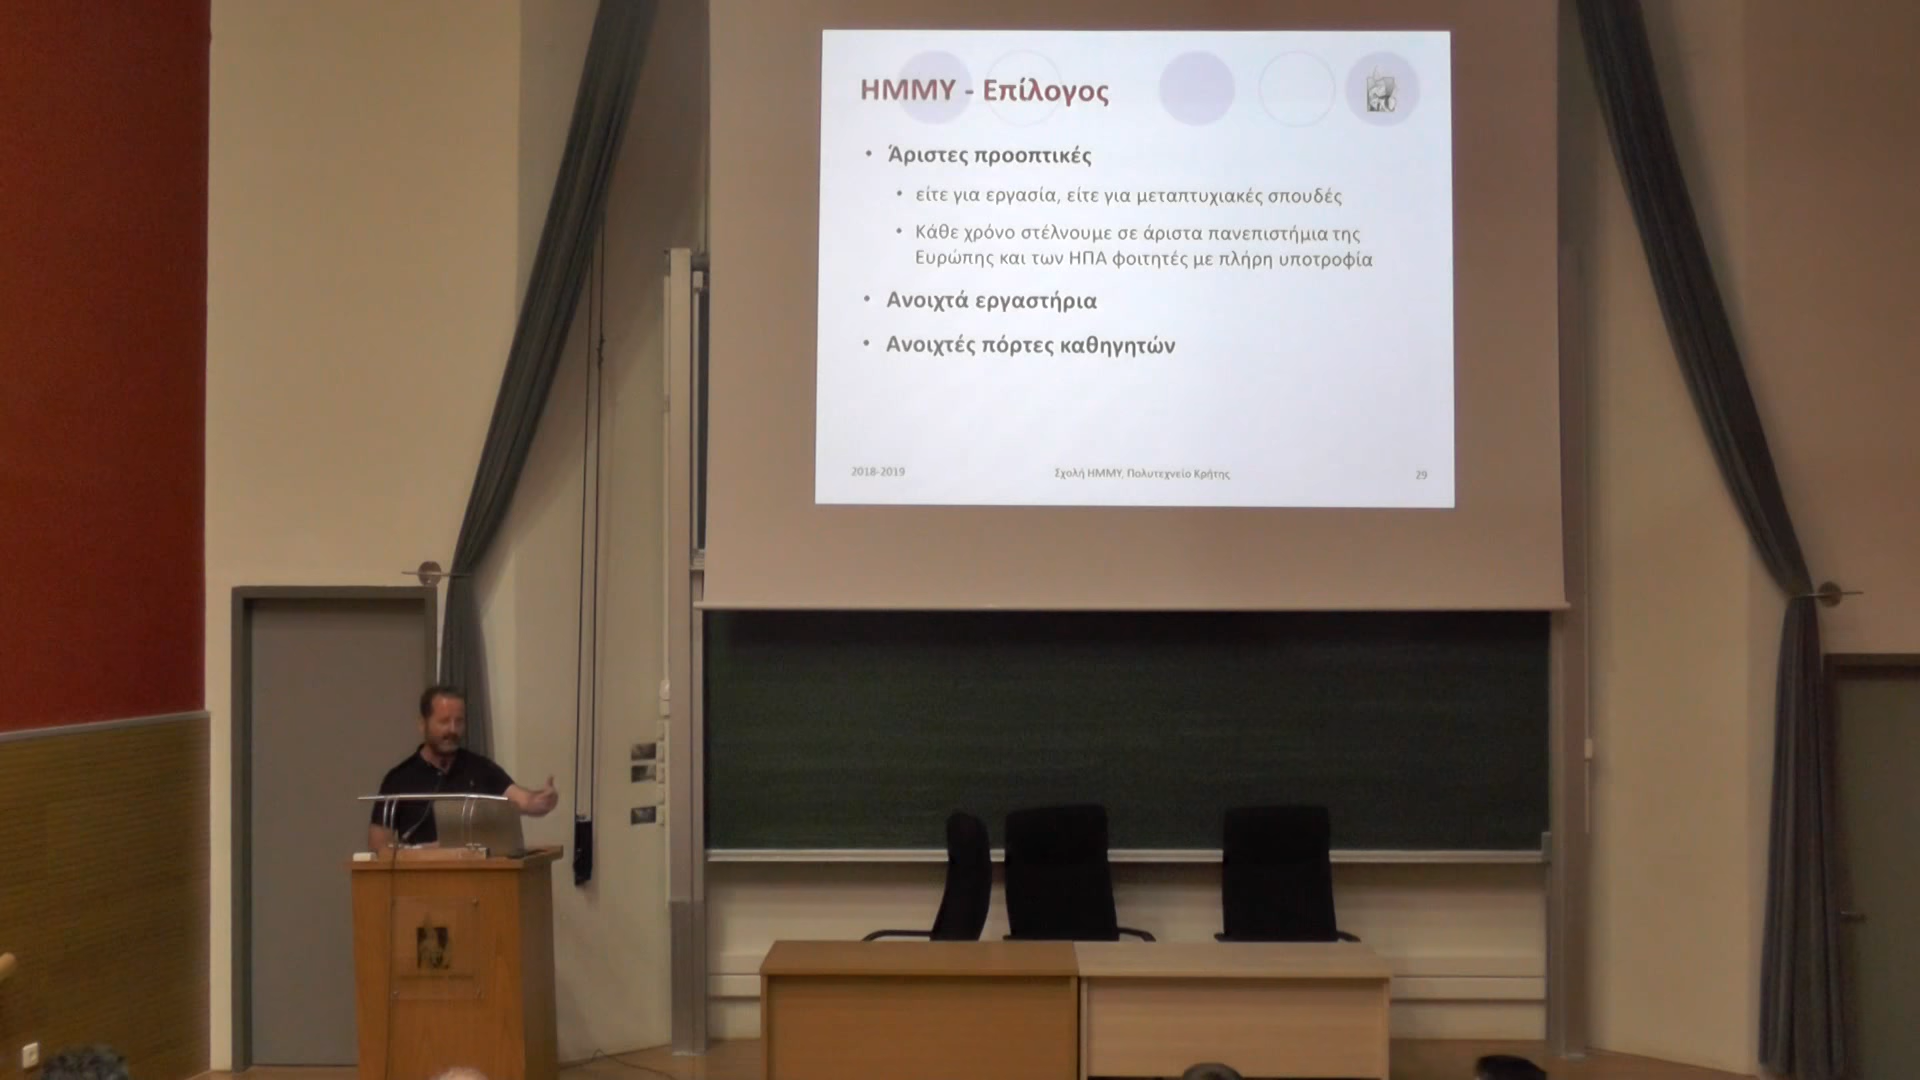 ΗΜΜΥ - Επίλογος
• Άριστες προοπτικές
• είτε για εργασία, είτε για μεταπτυχιακές σπουδές
• Κάθε χρόνο στέλνουμε σε άριστα πανεπιστήμια της
Ευρώπης και των ΗΠΑ φοιτητές με πλήρη υποτροφία
• Ανοιχτά εργαστήρια
• Ανοιχτές πόρτες καθηγητών
2018-2019 Σχολή ΗΜΜΥ, Πολυτεχνείο Κρήτης 29